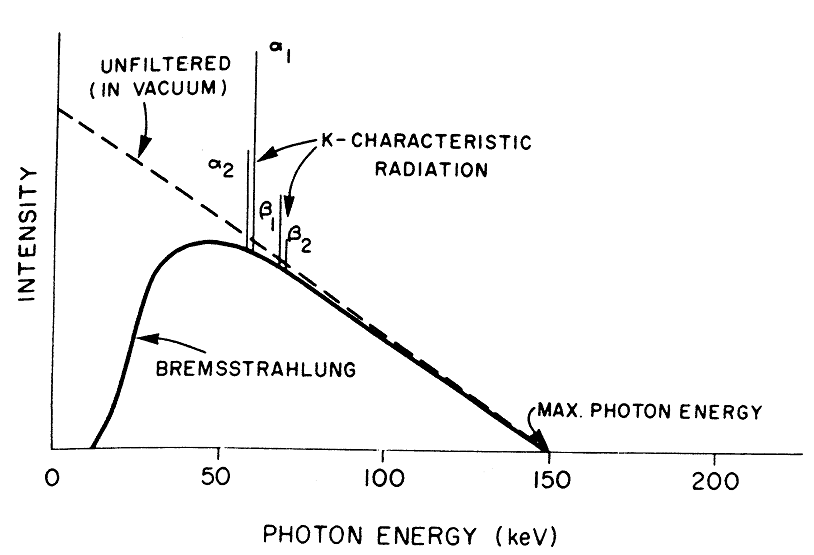 α1
UNFILTERED
(IN VACUUM)
K-CHARACTERISTIC
RADIATION
α2
β1
β2
INTENSITY
BREMSSTRAHLUNG
MAX. PHOTON ENERGY
0 50 100 150 200
PHOTON ENERGY (keV)